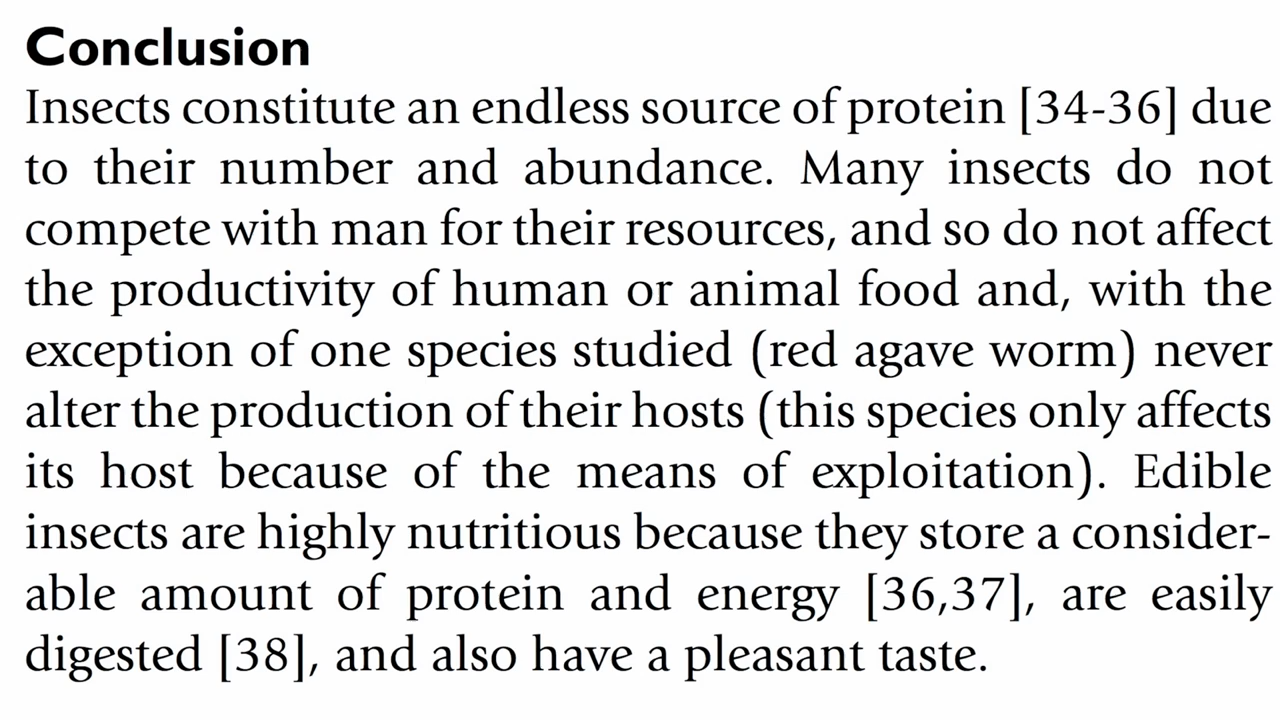 Conclusion
Insects constitute an endless source of protein [34-36] due
to their number and abundance. Many insects do not
compete with man for their resources, and so do not affect
the productivity of human or animal food and, with the
exception of one species studied (red agave worm) never
alter the production of their hosts (this species only affects
its host because of the means of exploitation). Edible
insects are highly nutritious because they store a consider-
able amount of protein and energy [36,37], are easily
digested [38], and also have a pleasant taste.